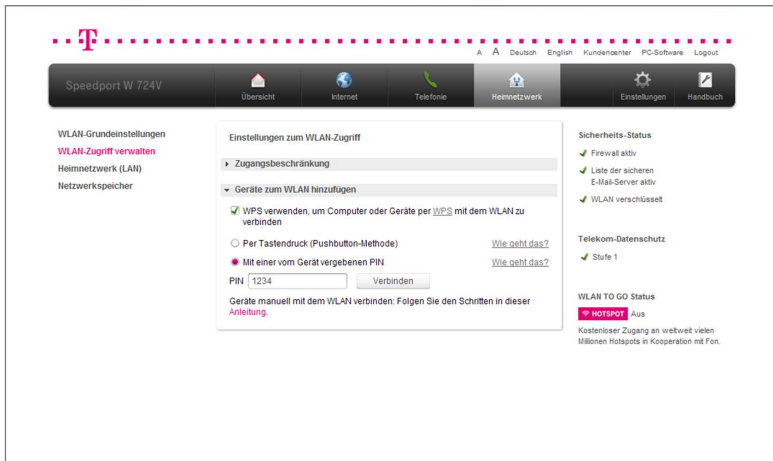 T
A A Deutsch English Kundencenter PC-Software Logout
Speedport W 724V
Übersicht Internet Telefonie Heimnetzwerk Einstellungen Handbuch
WLAN-Grundeinstellungen
WLAN-Zugriff verwalten
Heimnetzwerk (LAN)
Netzwerkspeicher
Einstellungen zum WLAN-Zugriff
Zugangsbeschränkung
Geräte zum WLAN hinzufügen
WPS verwenden, um Computer oder Geräte per WPS mit dem WLAN zu
verbinden
Per Tastendruck (Pushbutton-Methode) Wie geht das?
Mit einer vom Gerät vergebenen PIN Wie geht das?
PIN 1234 Verbinden
Geräte manuell mit dem WLAN verbinden: Folgen Sie den Schritten in dieser
Anleitung.
Sicherheits-Status
Firewall aktiv
Liste der sicheren
E-Mail-Server aktiv
WLAN verschlüsselt
Telekom-Datenschutz
Stufe 1
WLAN TO GO Status
HOTSPOT Aus
Kostenloser Zugang an weltweit vielen
Millionen Hotspots in Kooperation mit Fon.